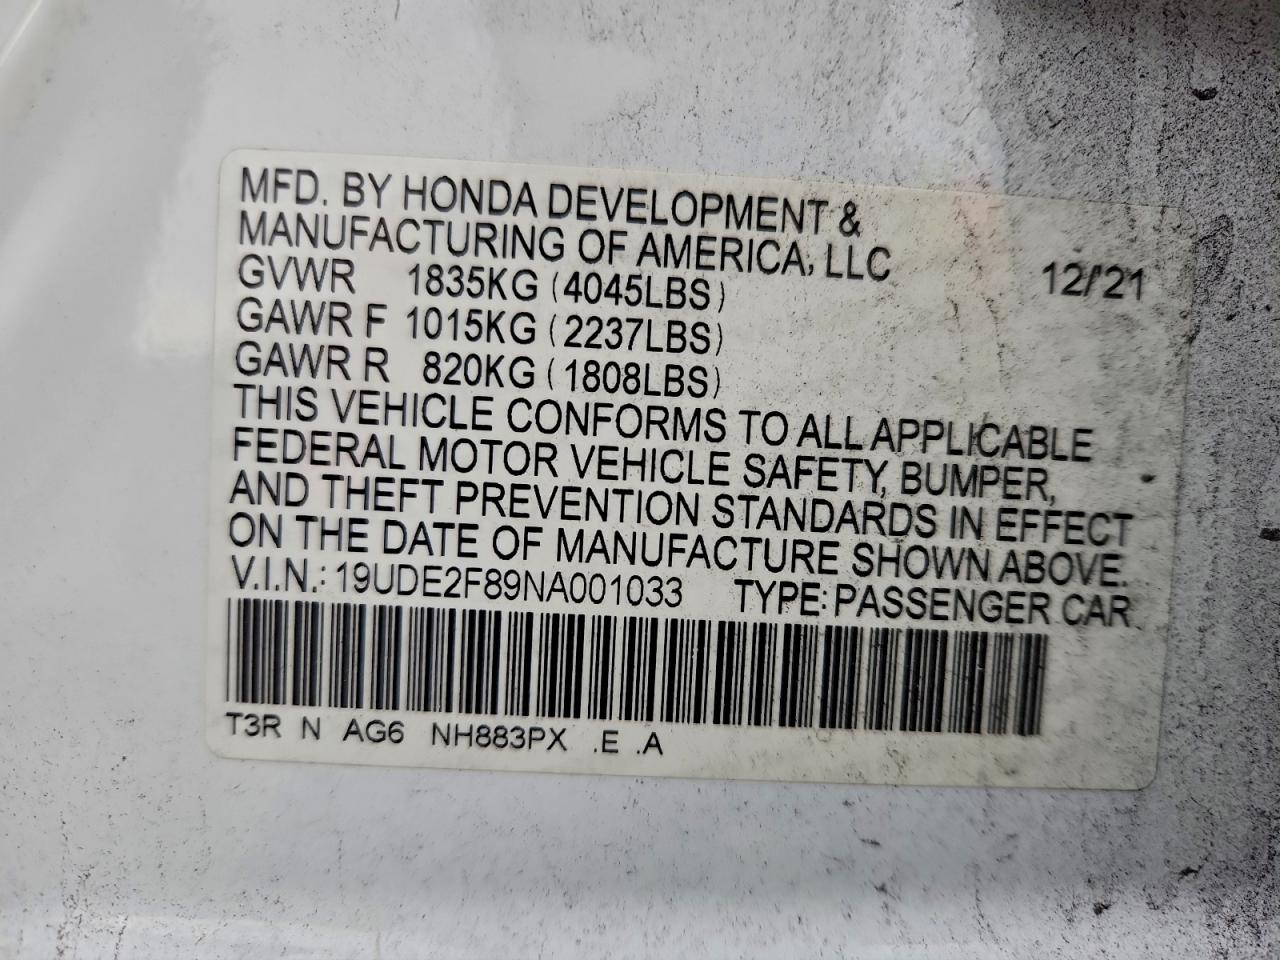 MFD. BY HONDA DEVELOPMENT &
MANUFACTURING OF AMERICA, LLC 12/'21
GVWR 1835KG (4045LBS)
GAWR F 1015KG (2237LBS)
GAWR R 820KG (1808LBS)
THIS VEHICLE CONFORMS TO ALL APPLICABLE
FEDERAL MOTOR VEHICLE SAFETY, BUMPER,
AND THEFT PREVENTION STANDARDS IN EFFECT
ON THE DATE OF MANUFACTURE SHOWN ABOVE.
V.I.N.: 19UDE2F89NA001033 TYPE: PASSENGER CAR
T3R N AG6 NH883PX .E .A